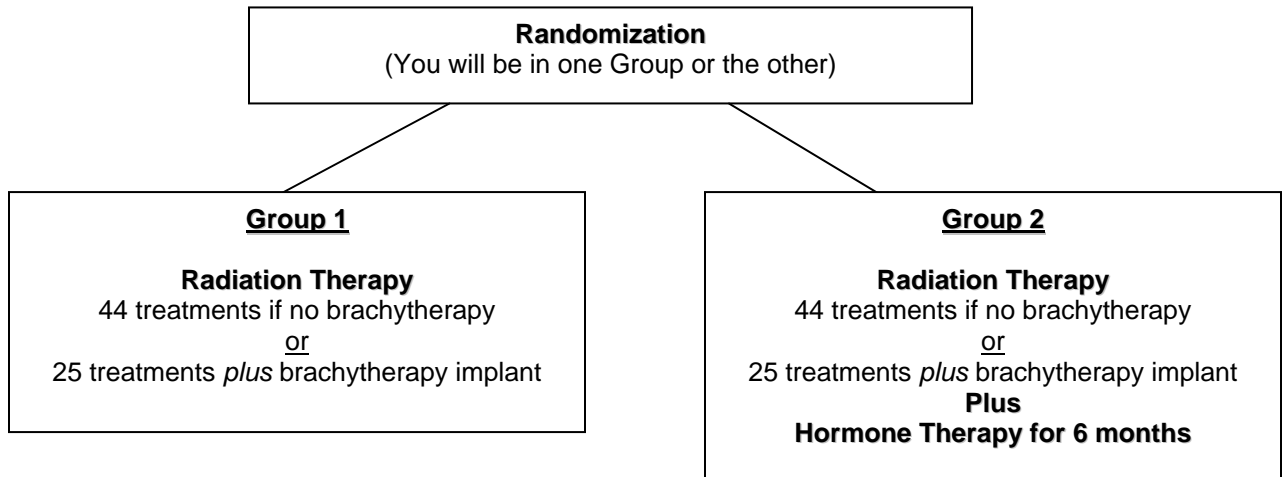 Randomization
(You will be in one Group or the other)
Group 1
Radiation Therapy
44 treatments if no brachytherapy
or
25 treatments plus brachytherapy implant
Group 2
Radiation Therapy
44 treatments if no brachytherapy
or
25 treatments plus brachytherapy implant
Plus
Hormone Therapy for 6 months